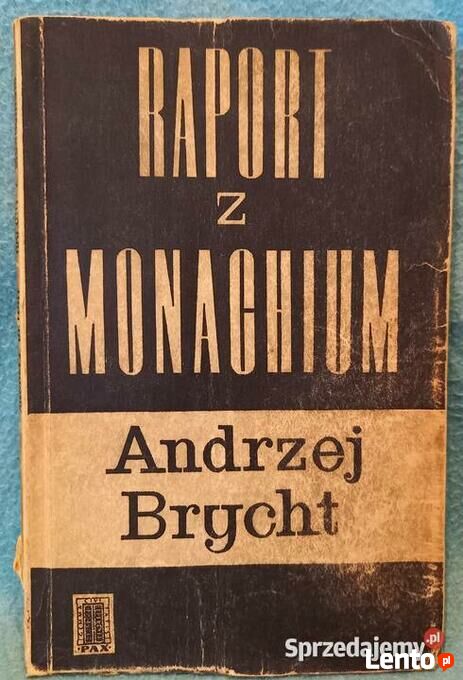 RAPORT
z
MONACHIUM
Andrzej
Brycht
PAX
Sprzedajemy.pl
Lento.pl